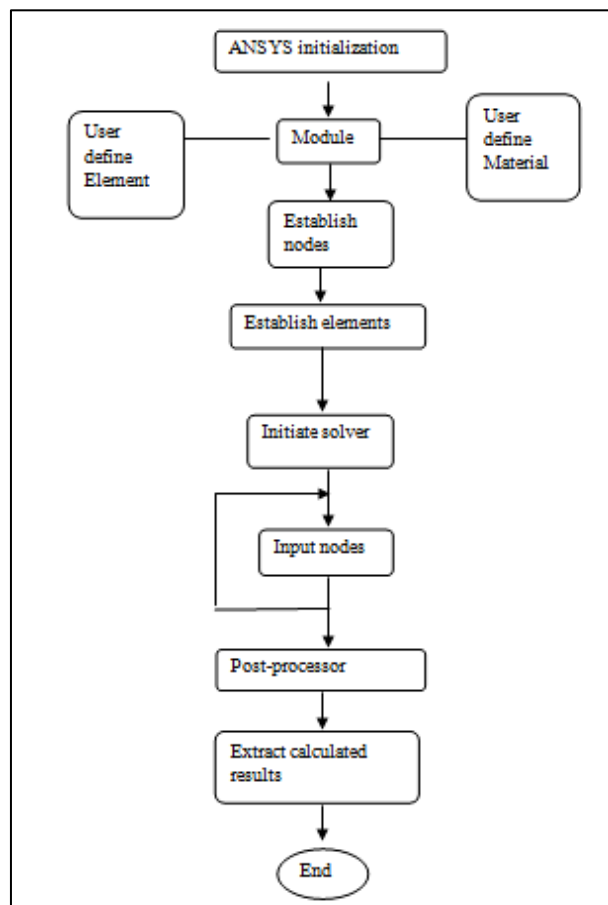 ANSYS initialization
User
define
Element
Module
User
define
Material
Establish
nodes
Establish elements
Initiate solver
Input nodes
Post-processor
Extract calculated
results
End